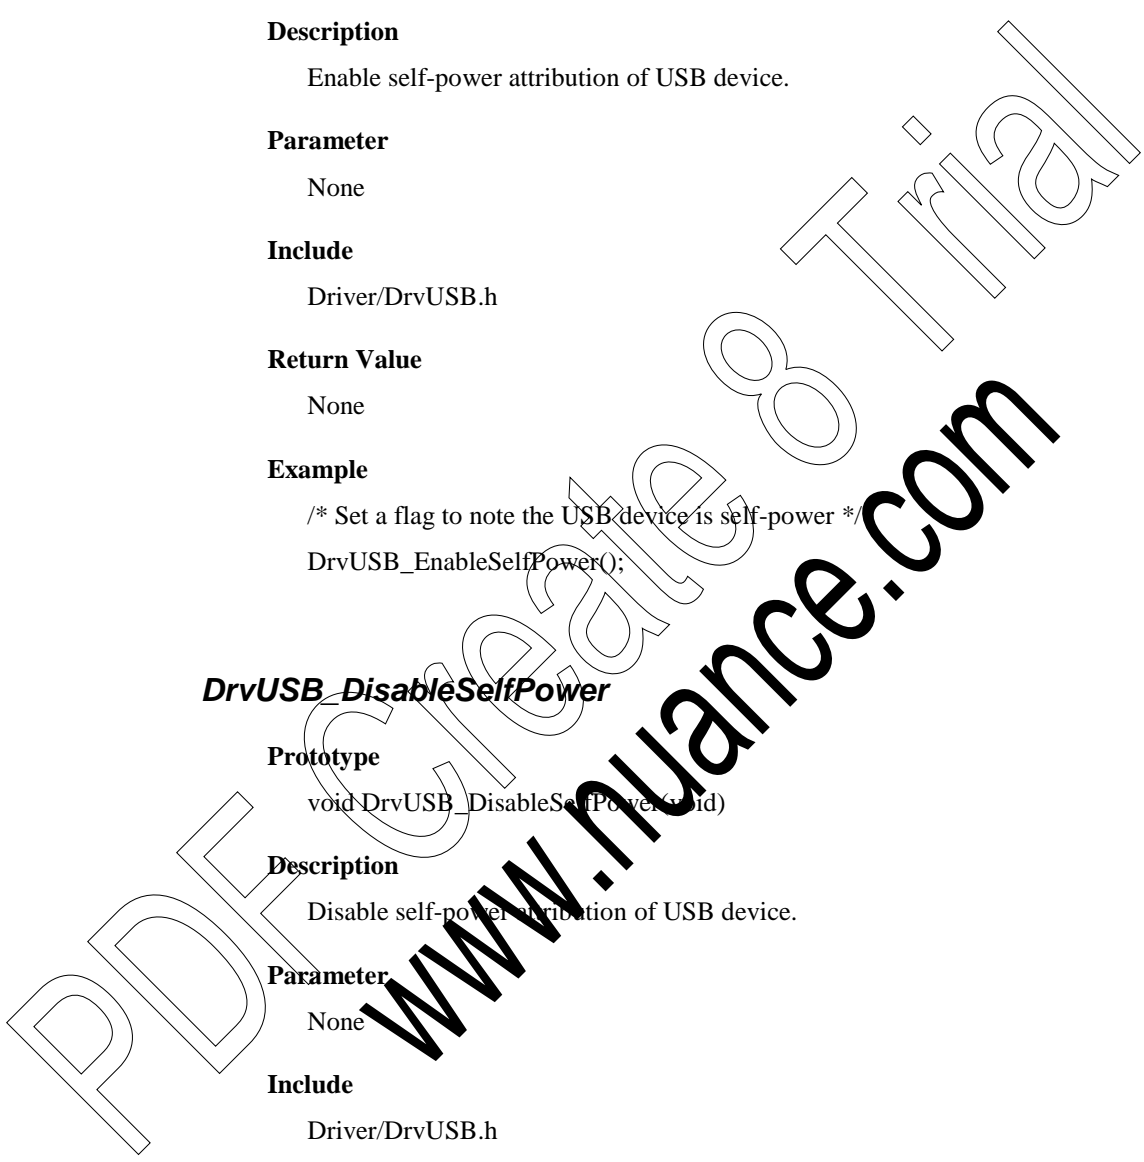 Description
Enable self-power attribution of USB device.
Parameter
None
Include
Driver/DrvUSB.h
Return Value
None
Example
/* Set a flag to note the USB device is self-power */
DrvUSB_EnableSelfPower();
DrvUSB_DisableSelfPower
Prototype
void DrvUSB_DisableSelfPower(void)
Description
Disable self-power attribution of USB device.
Parameter
None
Include
Driver/DrvUSB.h
PDF Create 8 Trial
www.nuance.com